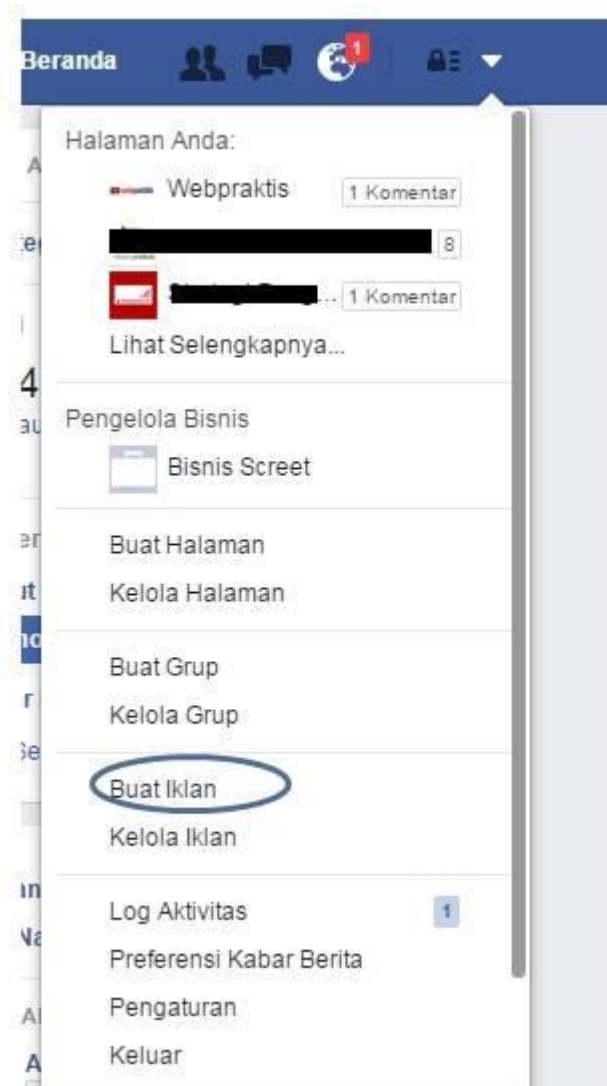 Beranda
1
Halaman Anda:
Webpraktis 1 Komentar
8
1 Komentar
Lihat Selengkapnya...
Pengelola Bisnis
Bisnis Screet
Buat Halaman
Kelola Halaman
Buat Grup
Kelola Grup
Buat Iklan
Kelola Iklan
Log Aktivitas 1
Preferensi Kabar Berita
Pengaturan
Keluar